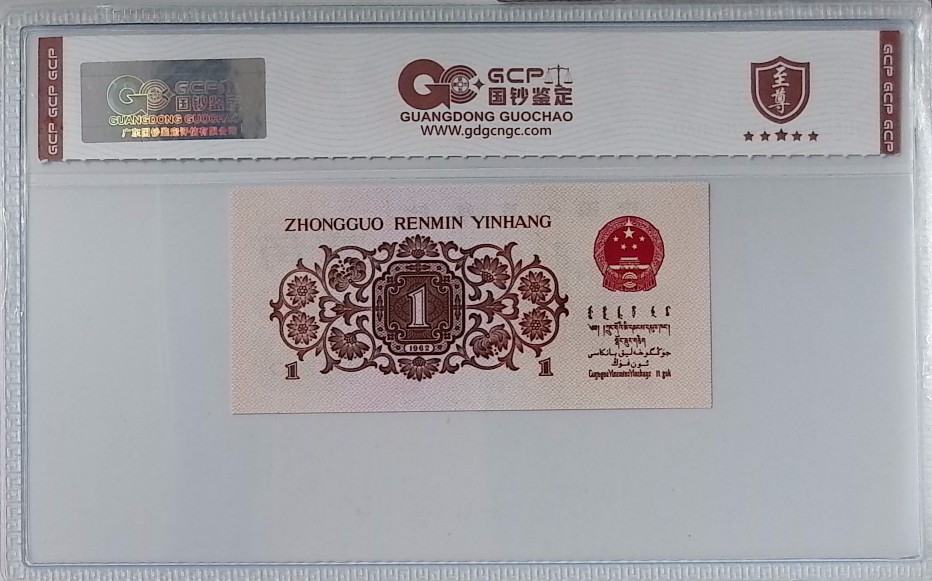 GCP GCP GCP
GCP
国钞鉴定
GUANGDONG GUOCHAO
广东国钞鉴定评估有限公司
GCP
国钞鉴定
GUANGDONG GUOCHAO
www.gdgcngc.com
至尊
GCP GCP GCP
ZHONGGUO RENMIN YINHANG
1
1962
1
1